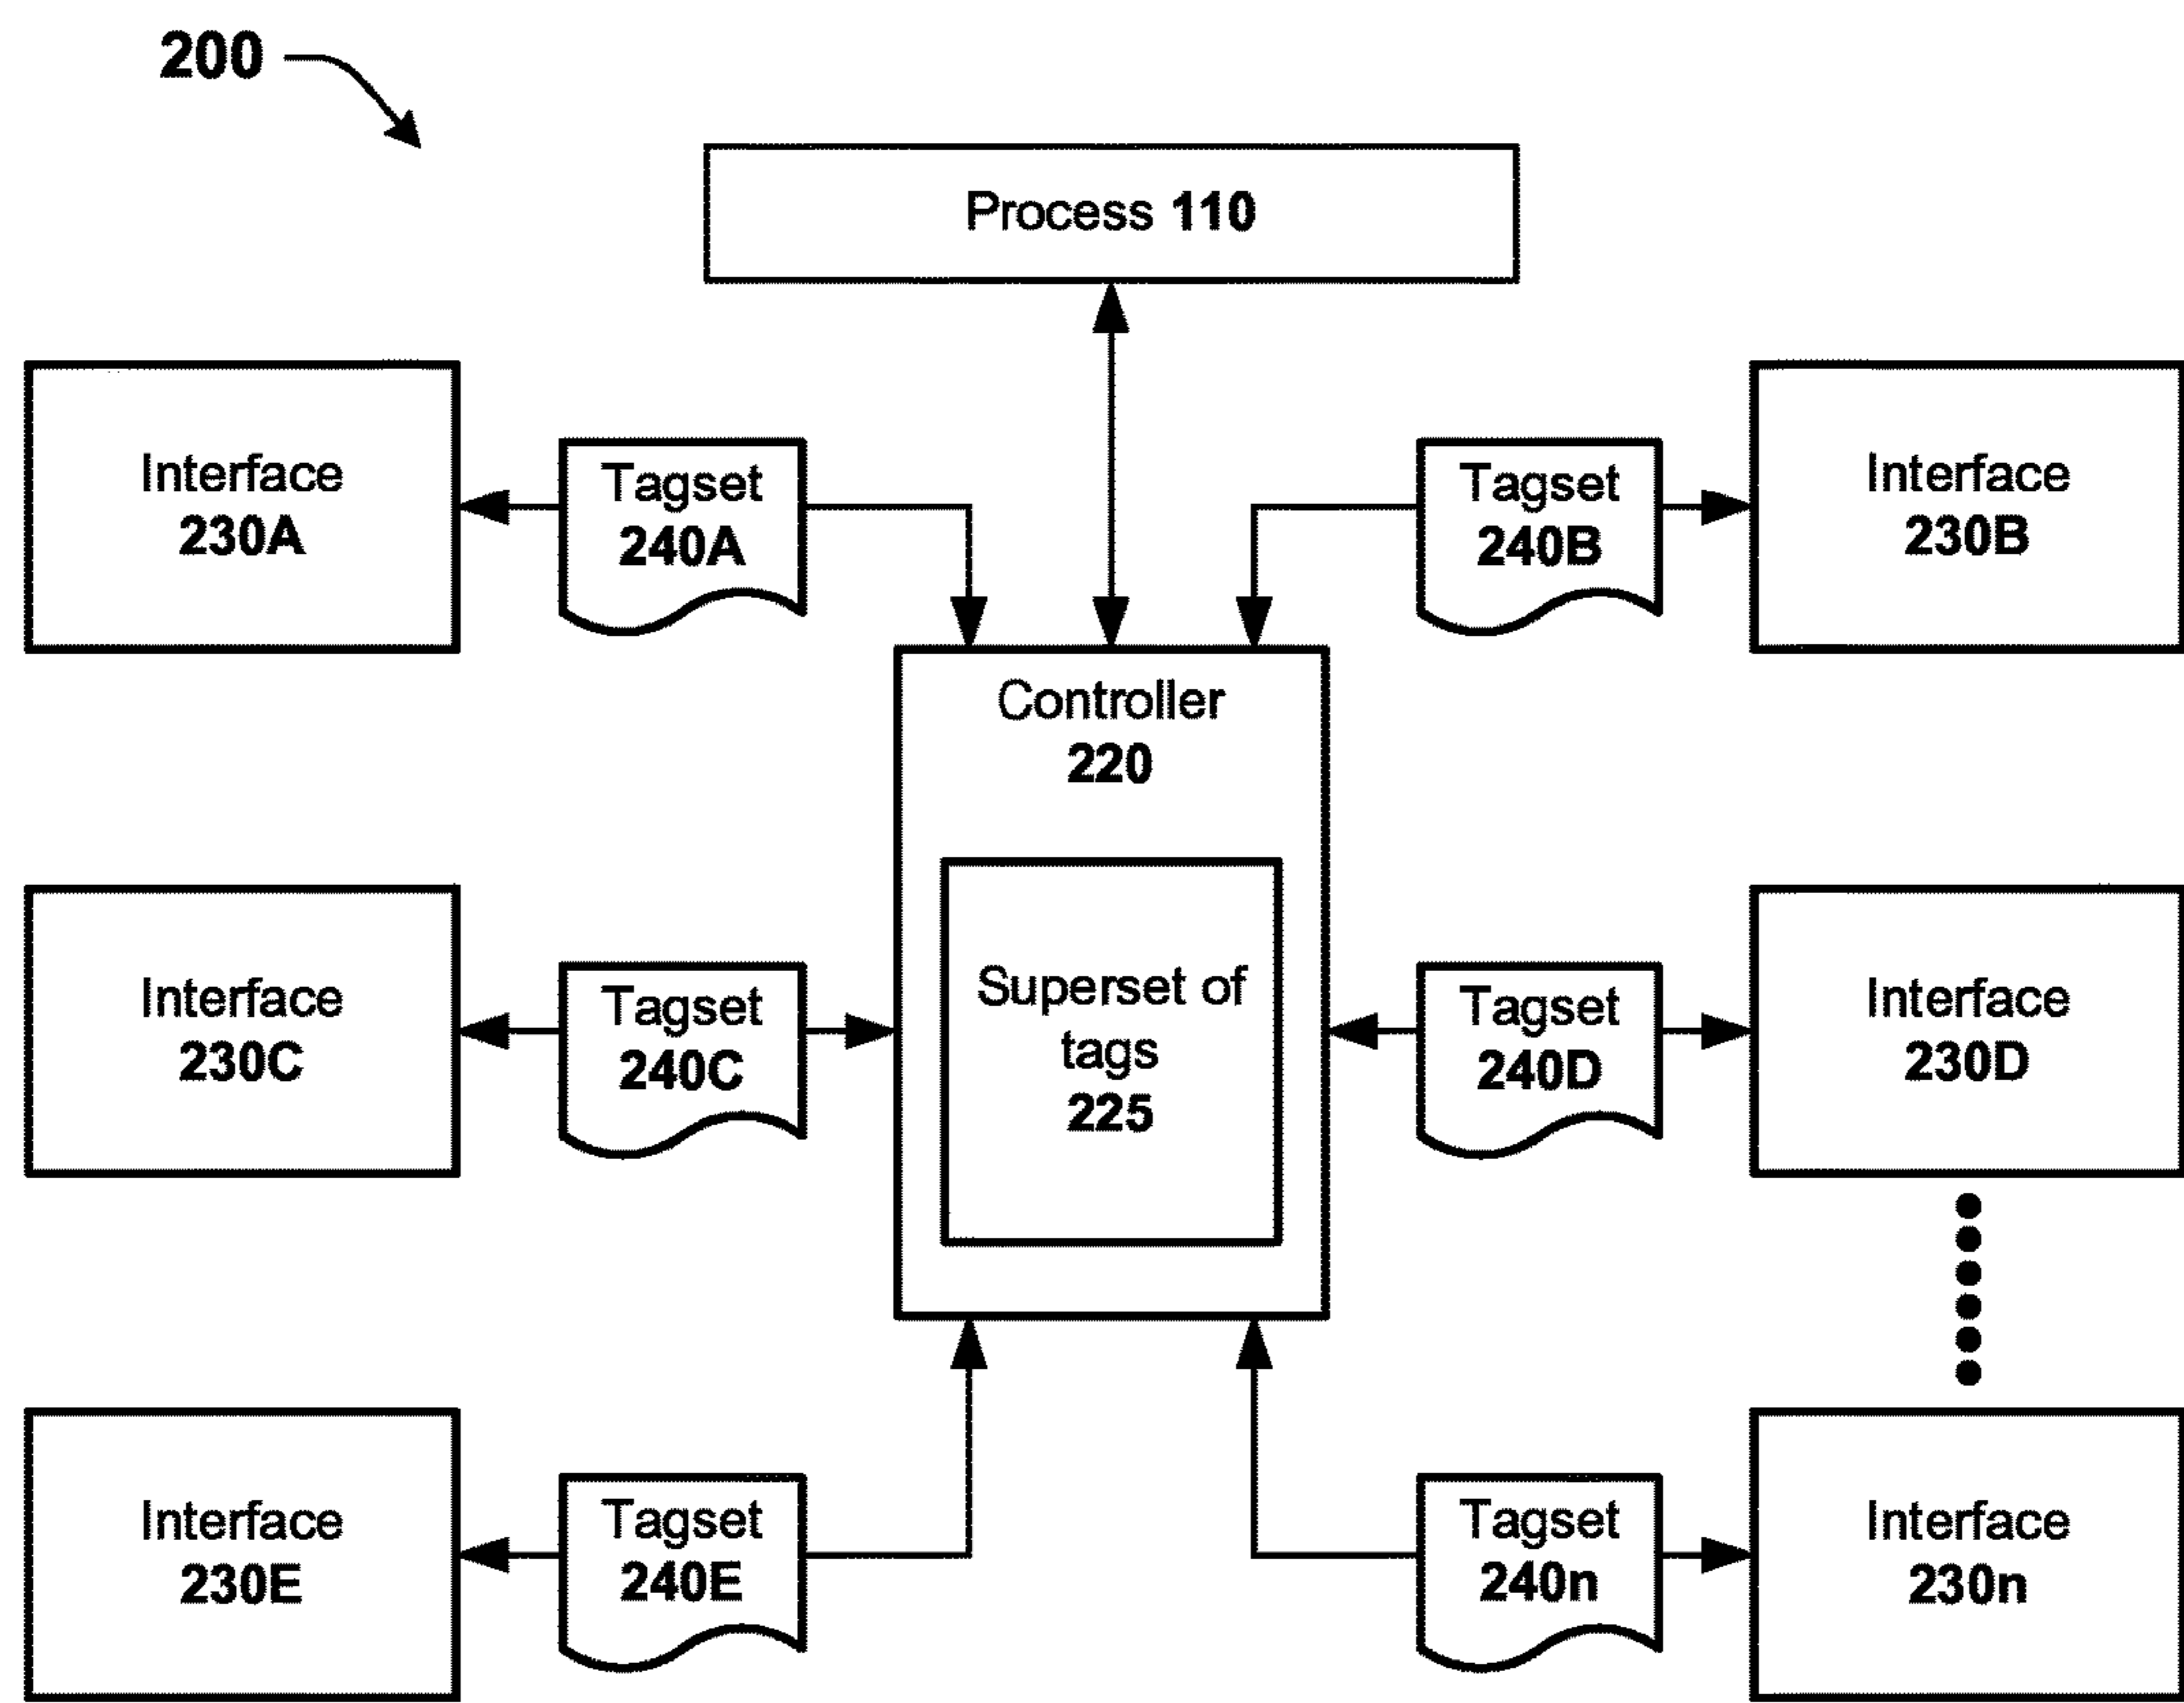 200
Process 110
Interface
230A
Tagset
240A
Tagset
240B
Interface
230B
Controller
220
Superset of
tags
225
Interface
230C
Tagset
240C
Tagset
240D
Interface
230D
Interface
230E
Tagset
240E
Tagset
240n
Interface
230n